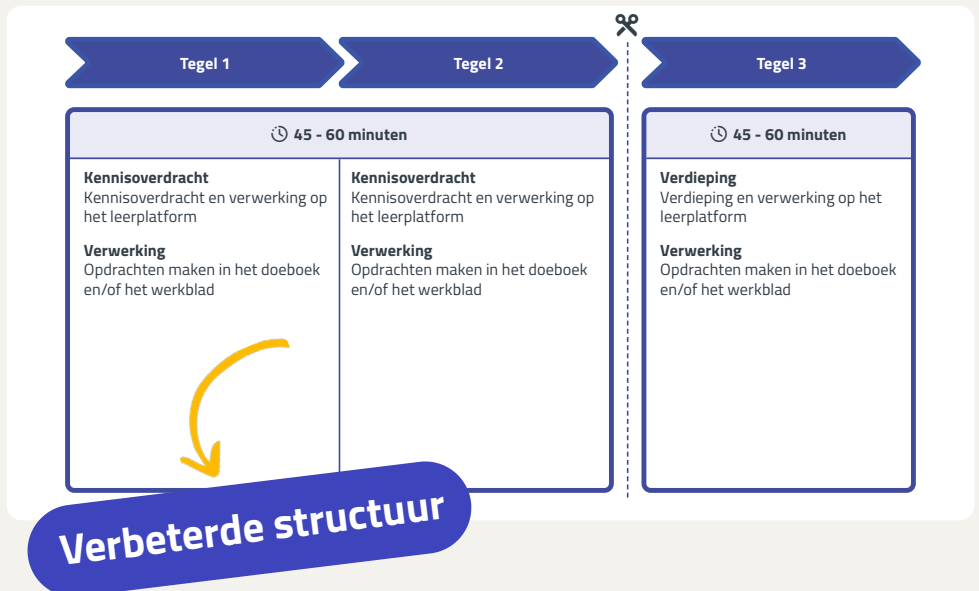 Tegel 1
Tegel 2
Tegel 3
45 - 60 minuten
45 - 60 minuten
Kennisoverdracht
Kennisoverdracht en verwerking op
het leerplatform
Verwerking
Opdrachten maken in het doeboek
en/of het werkblad
Kennisoverdracht
Kennisoverdracht en verwerking op
het leerplatform
Verwerking
Opdrachten maken in het doeboek
en/of het werkblad
Verdieping
Verdieping en verwerking op het
leerplatform
Verwerking
Opdrachten maken in het doeboek
en/of het werkblad
Verbeterde structuur